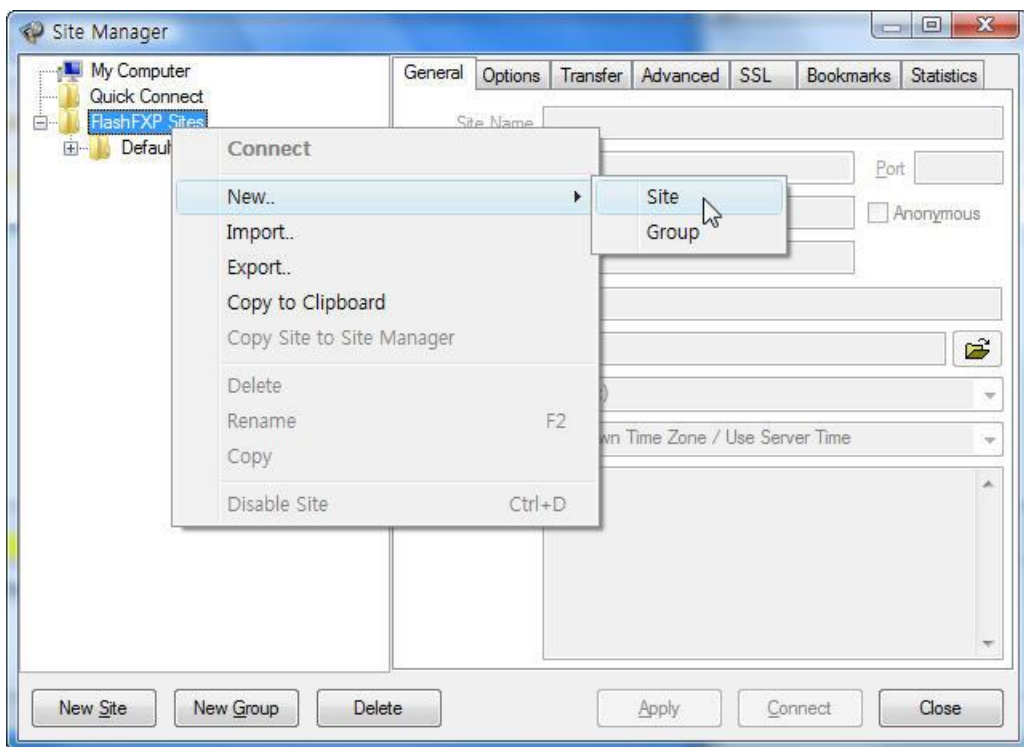 Site Manager
My Computer
Quick Connect
FlashFXP Sites
General Options Transfer Advanced SSL Bookmarks Statistics
Site Name
Connect
New..
Import..
Export..
Copy to Clipboard
Copy Site to Site Manager
Delete
Rename F2
Copy
Disable Site Ctrl+D
Site
Group
Port
Anonymous
Time Zone / Use Server Time
New Site New Group Delete Apply Connect Close